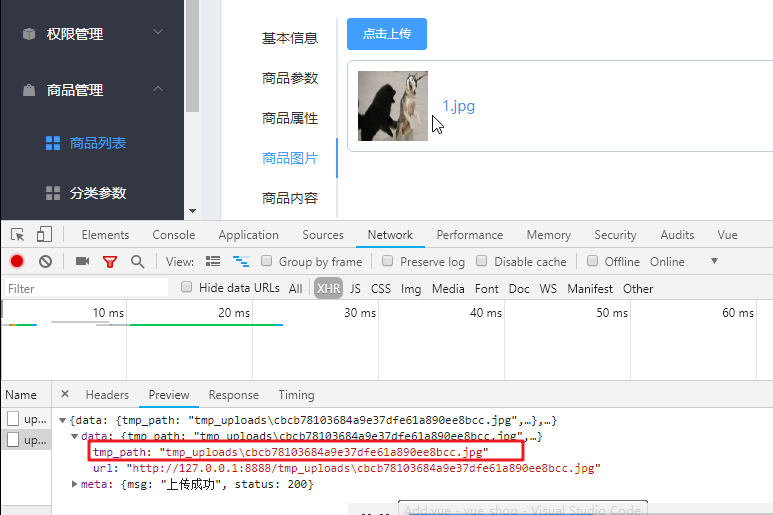 权限管理
商品管理
商品列表
分类参数
基本信息
商品参数
商品属性
商品图片
商品内容
点击上传
1.jpg
Elements Console Application Sources Network Performance Memory Security Audits Vue
View: Group by frame Preserve log Disable cache Offline Online
Filter Hide data URLs All XHR JS CSS Img Media Font Doc WS Manifest Other
10 ms 20 ms 30 ms 40 ms 50 ms 60 ms
Name × Headers Preview Response Timing
up...
up...
▼{data: {tmp_path: "tmp_uploads\cbcb78103684a9e37dfe61a890ee8bcc.jpg",…},…}
▼data: {tmp_path: "tmp_uploads\cbcb78103684a9e37dfe61a890ee8bcc.jpg",…}
tmp_path: "tmp_uploads\cbcb78103684a9e37dfe61a890ee8bcc.jpg"
url: "http://127.0.0.1:8888/tmp_uploads\cbcb78103684a9e37dfe61a890ee8bcc.jpg"
▶meta: {msg: "上传成功", status: 200}
Add.vue - vue_shop - Visual Studio Code